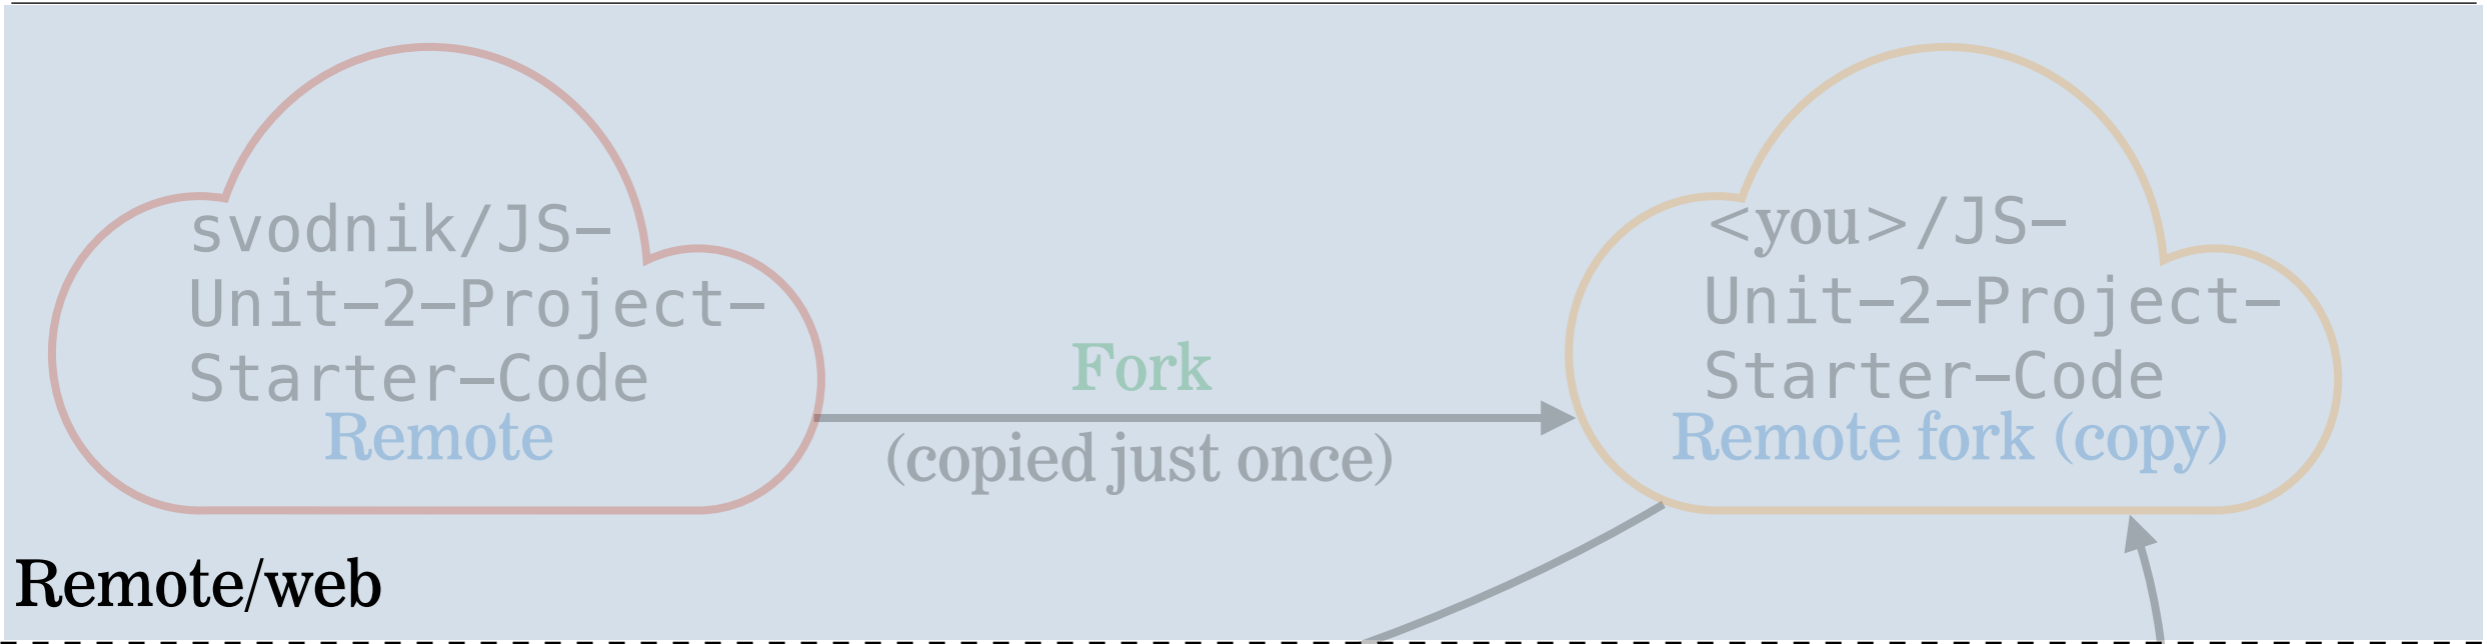 svodnik/JS-
Unit-2-Project-
Starter-Code
Remote
Fork
(copied just once)
<you>/JS-
Unit-2-Project-
Starter-Code
Remote fork (copy)
Remote/web